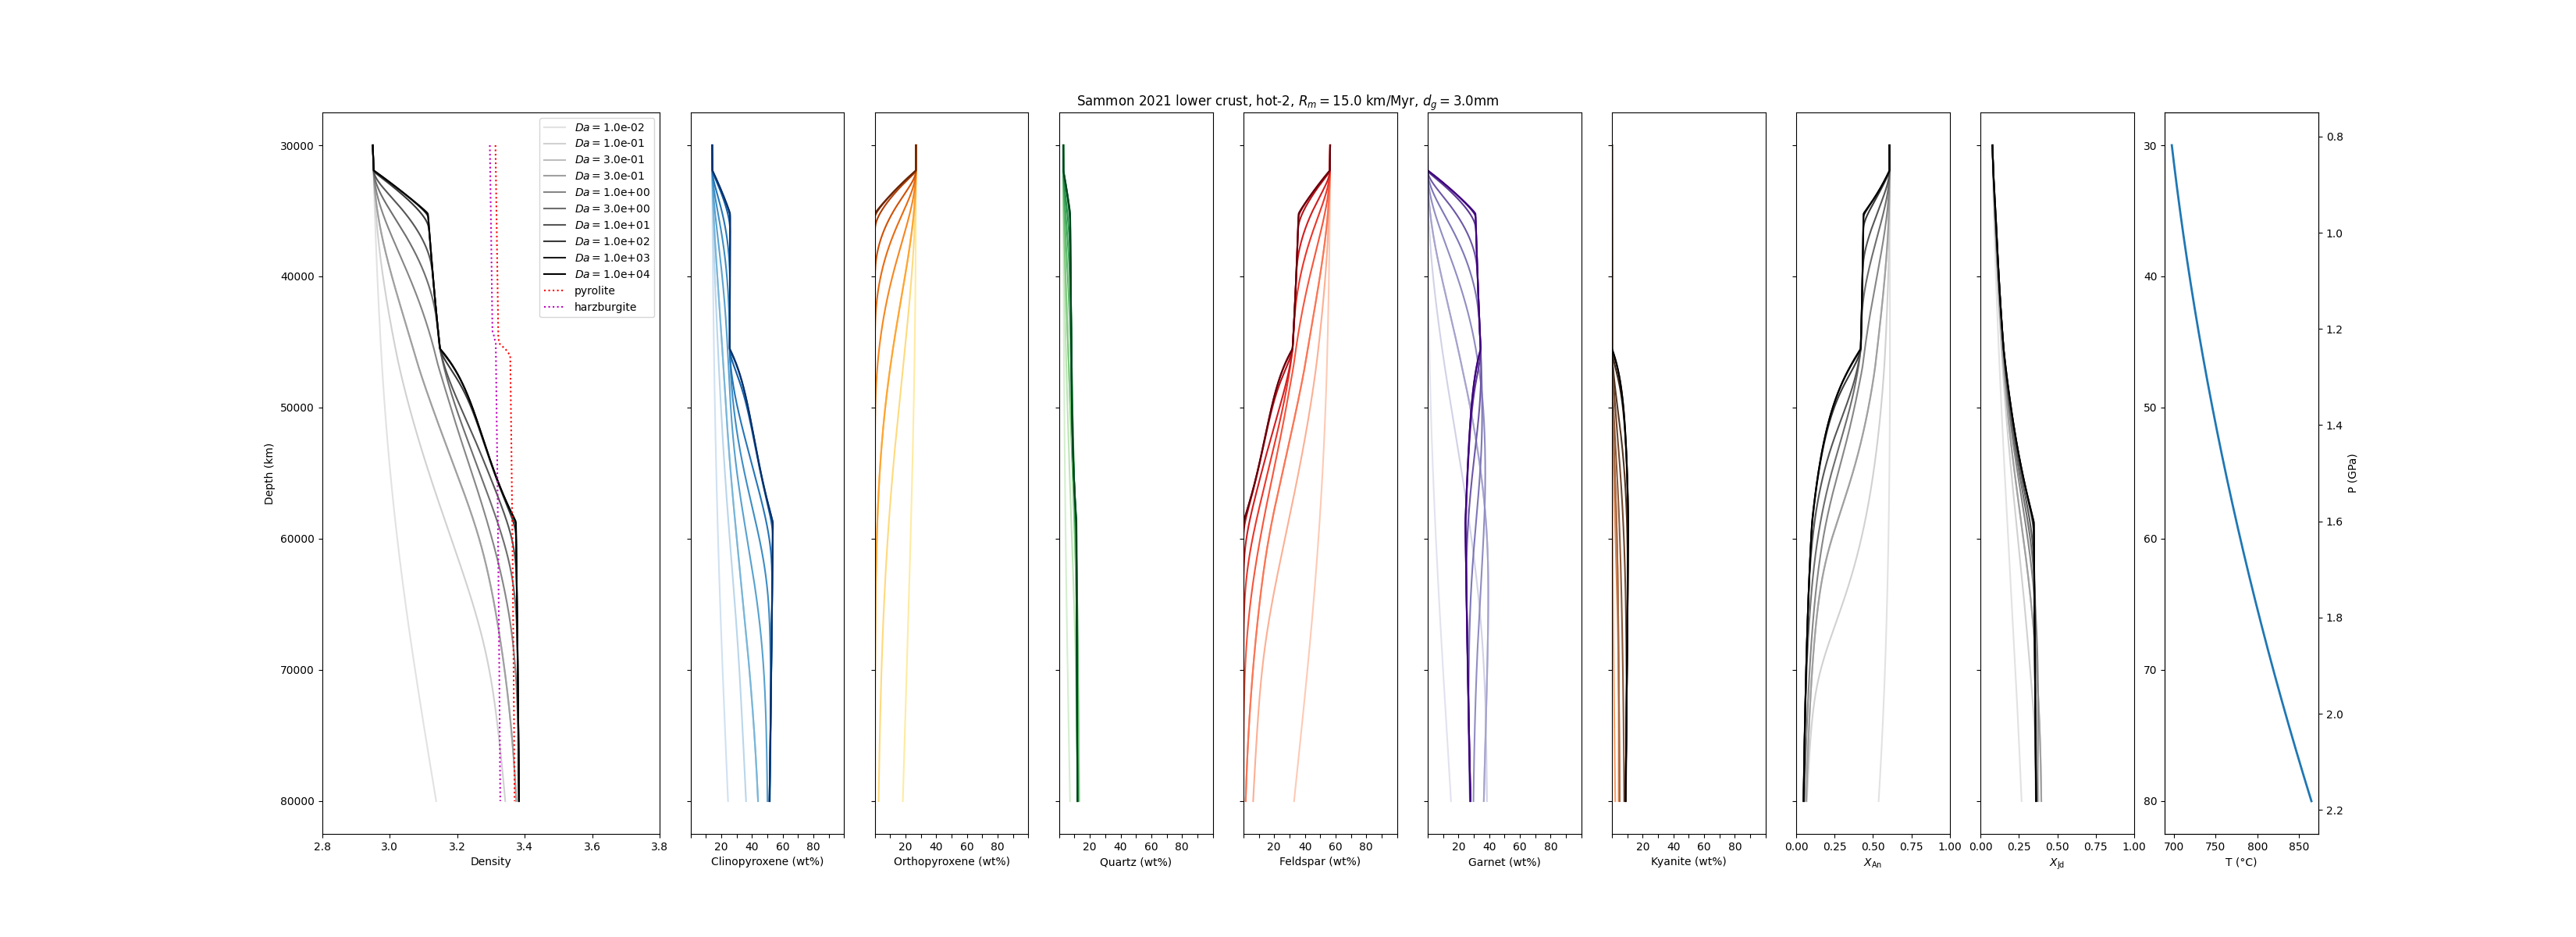 Sammon 2021 lower crust, hot-2, R_m = 15.0 km/Myr, d_g = 3.0mm
Da = 1.0e-02
Da = 1.0e-01
Da = 3.0e-01
Da = 3.0e-01
Da = 1.0e+00
Da = 3.0e+00
Da = 1.0e+01
Da = 1.0e+02
Da = 1.0e+03
Da = 1.0e+04
pyrolite
harzburgite
Depth (km)
30000
40000
50000
60000
70000
80000
2.8 3.0 3.2 3.4 3.6 3.8
Density
20 40 60 80
Clinopyroxene (wt%)
20 40 60 80
Orthopyroxene (wt%)
20 40 60 80
Quartz (wt%)
20 40 60 80
Feldspar (wt%)
20 40 60 80
Garnet (wt%)
20 40 60 80
Kyanite (wt%)
0.00 0.25 0.50 0.75 1.00
X_An
0.00 0.25 0.50 0.75 1.00
X_Jd
30
40
50
60
70
80
700 750 800 850
T (°C)
0.8
1.0
1.2
1.4
1.6
1.8
2.0
2.2
P (GPa)